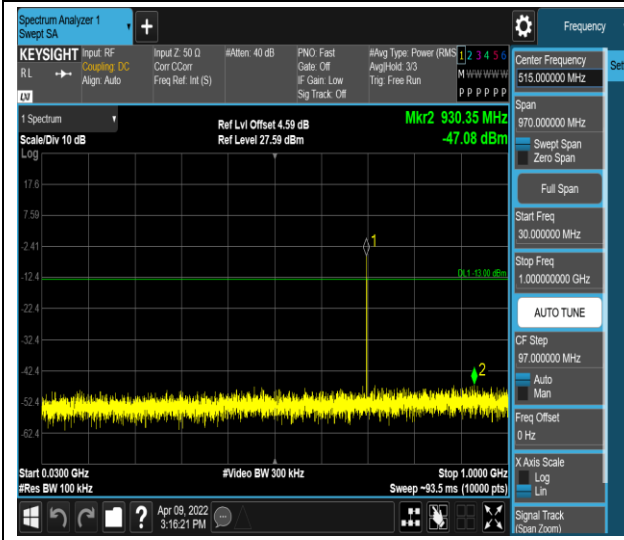 Spectrum Analyzer 1
Swept SA
+
Frequency
KEYSIGHT
RL
LXI
Input: RF
Coupling: DC
Align: Auto
Input Z: 50 Ω
Corr CCorr
Freq Ref: Int (S)
#Atten: 40 dB
PNO: Fast
Gate: Off
IF Gain: Low
Sig Track: Off
#Avg Type: Power (RMS
Avg|Hold: 3/3
Trig: Free Run
1 2 3 4 5 6
M W W W W W
P P P P P P
1 Spectrum
Scale/Div 10 dB
Log
Ref Lvl Offset 4.59 dB
Ref Level 27.59 dBm
Mkr2 930.35 MHz
-47.08 dBm
17.6
7.59
-2.41
-12.4
-22.4
-32.4
-42.4
-52.4
-62.4
1
DL1 -13.00 dBm
2
Start 0.0300 GHz
#Res BW 100 kHz
#Video BW 300 kHz
Stop 1.0000 GHz
Sweep ~93.5 ms (10000 pts)
Center Frequency
515.000000 MHz
Set
Span
970.000000 MHz
Swept Span
Zero Span
Full Span
Start Freq
30.000000 MHz
Stop Freq
1.000000000 GHz
AUTO TUNE
CF Step
97.000000 MHz
Auto
Man
Freq Offset
0 Hz
X Axis Scale
Log
Lin
Signal Track
(Span Zoom)
?
Apr 09, 2022
3:16:21 PM